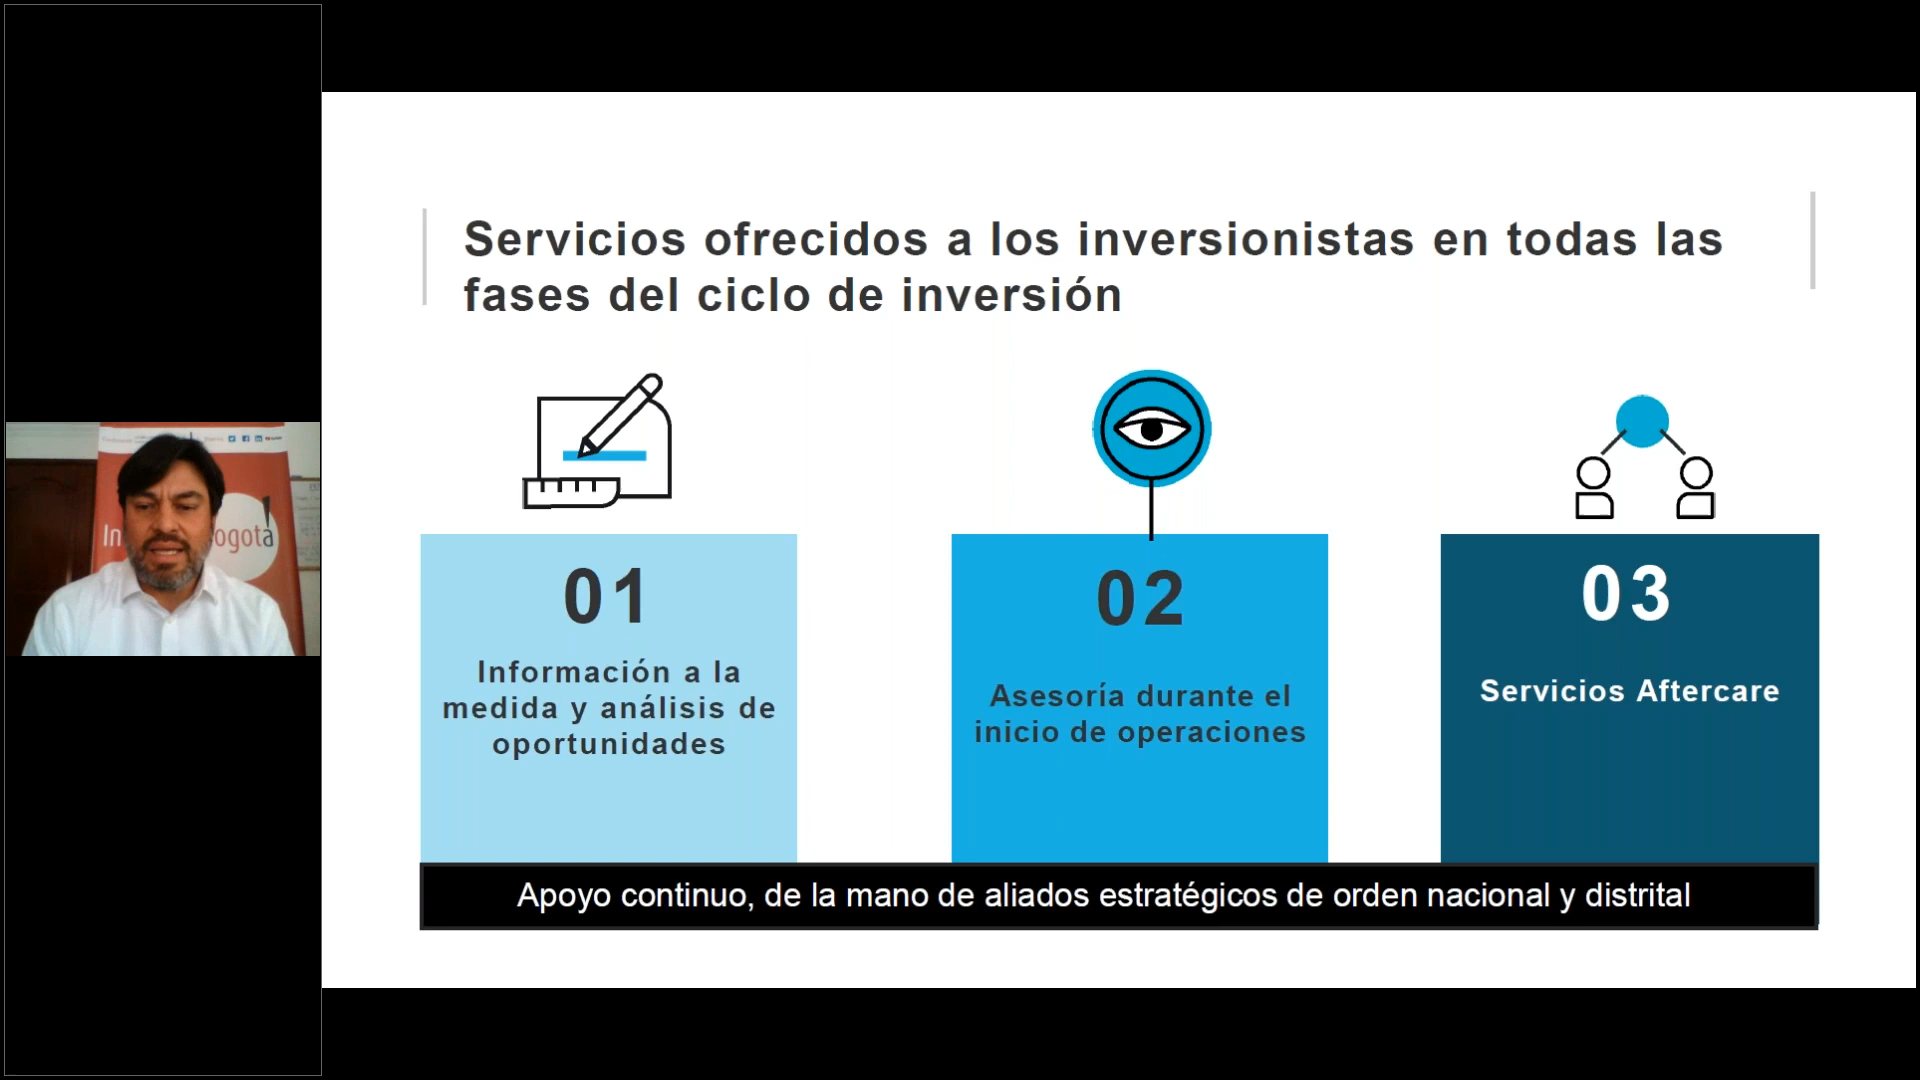 Servicios ofrecidos a los inversionistas en todas las
fases del ciclo de inversión
01
Información a la
medida y análisis de
oportunidades
02
Asesoría durante el
inicio de operaciones
03
Servicios Aftercare
Apoyo continuo, de la mano de aliados estratégicos de orden nacional y distrital
In
ogotá